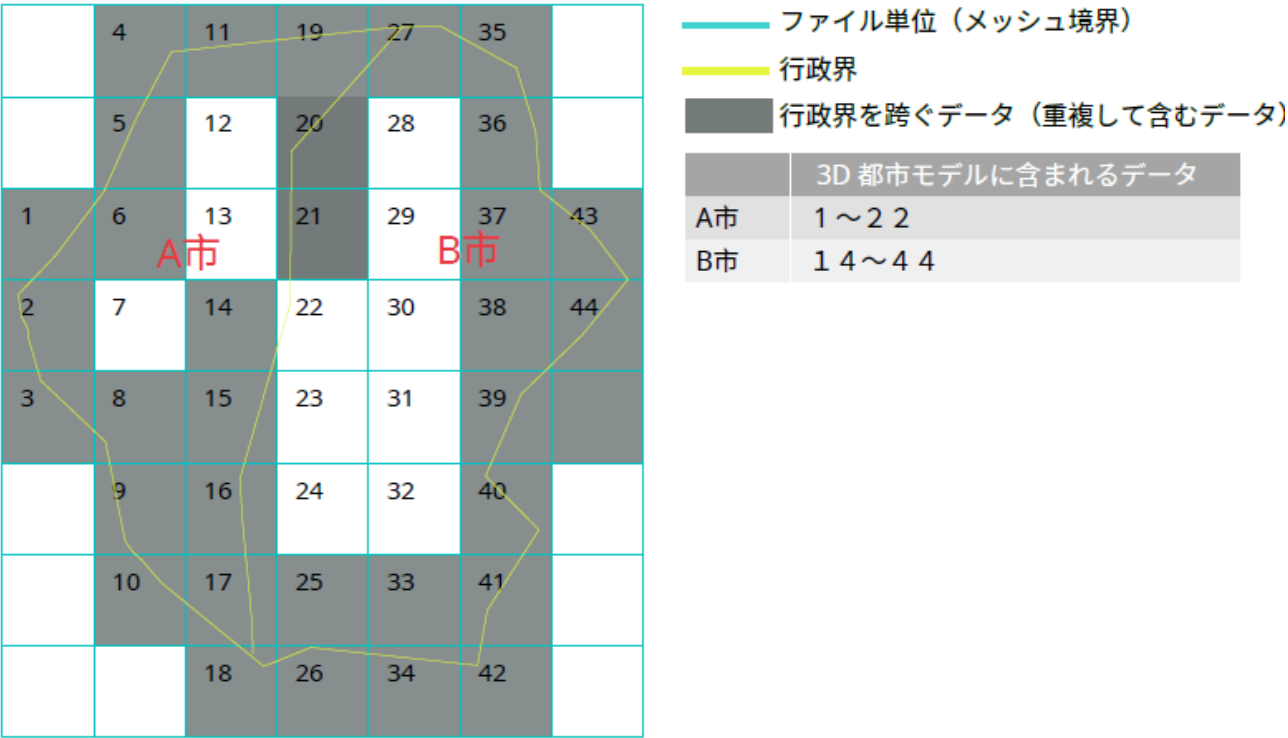 4 11 19 27 35
5 12 20 28 36
1 6 13 21 29 37 43
A市 B市
2 7 14 22 30 38 44
3 8 15 23 31 39
9 16 24 32 40
10 17 25 33 41
18 26 34 42
ファイル単位（メッシュ境界）
行政界
行政界を跨ぐデータ（重複して含むデータ）
3D 都市モデルに含まれるデータ
A市 １～２２
B市 １４～４４